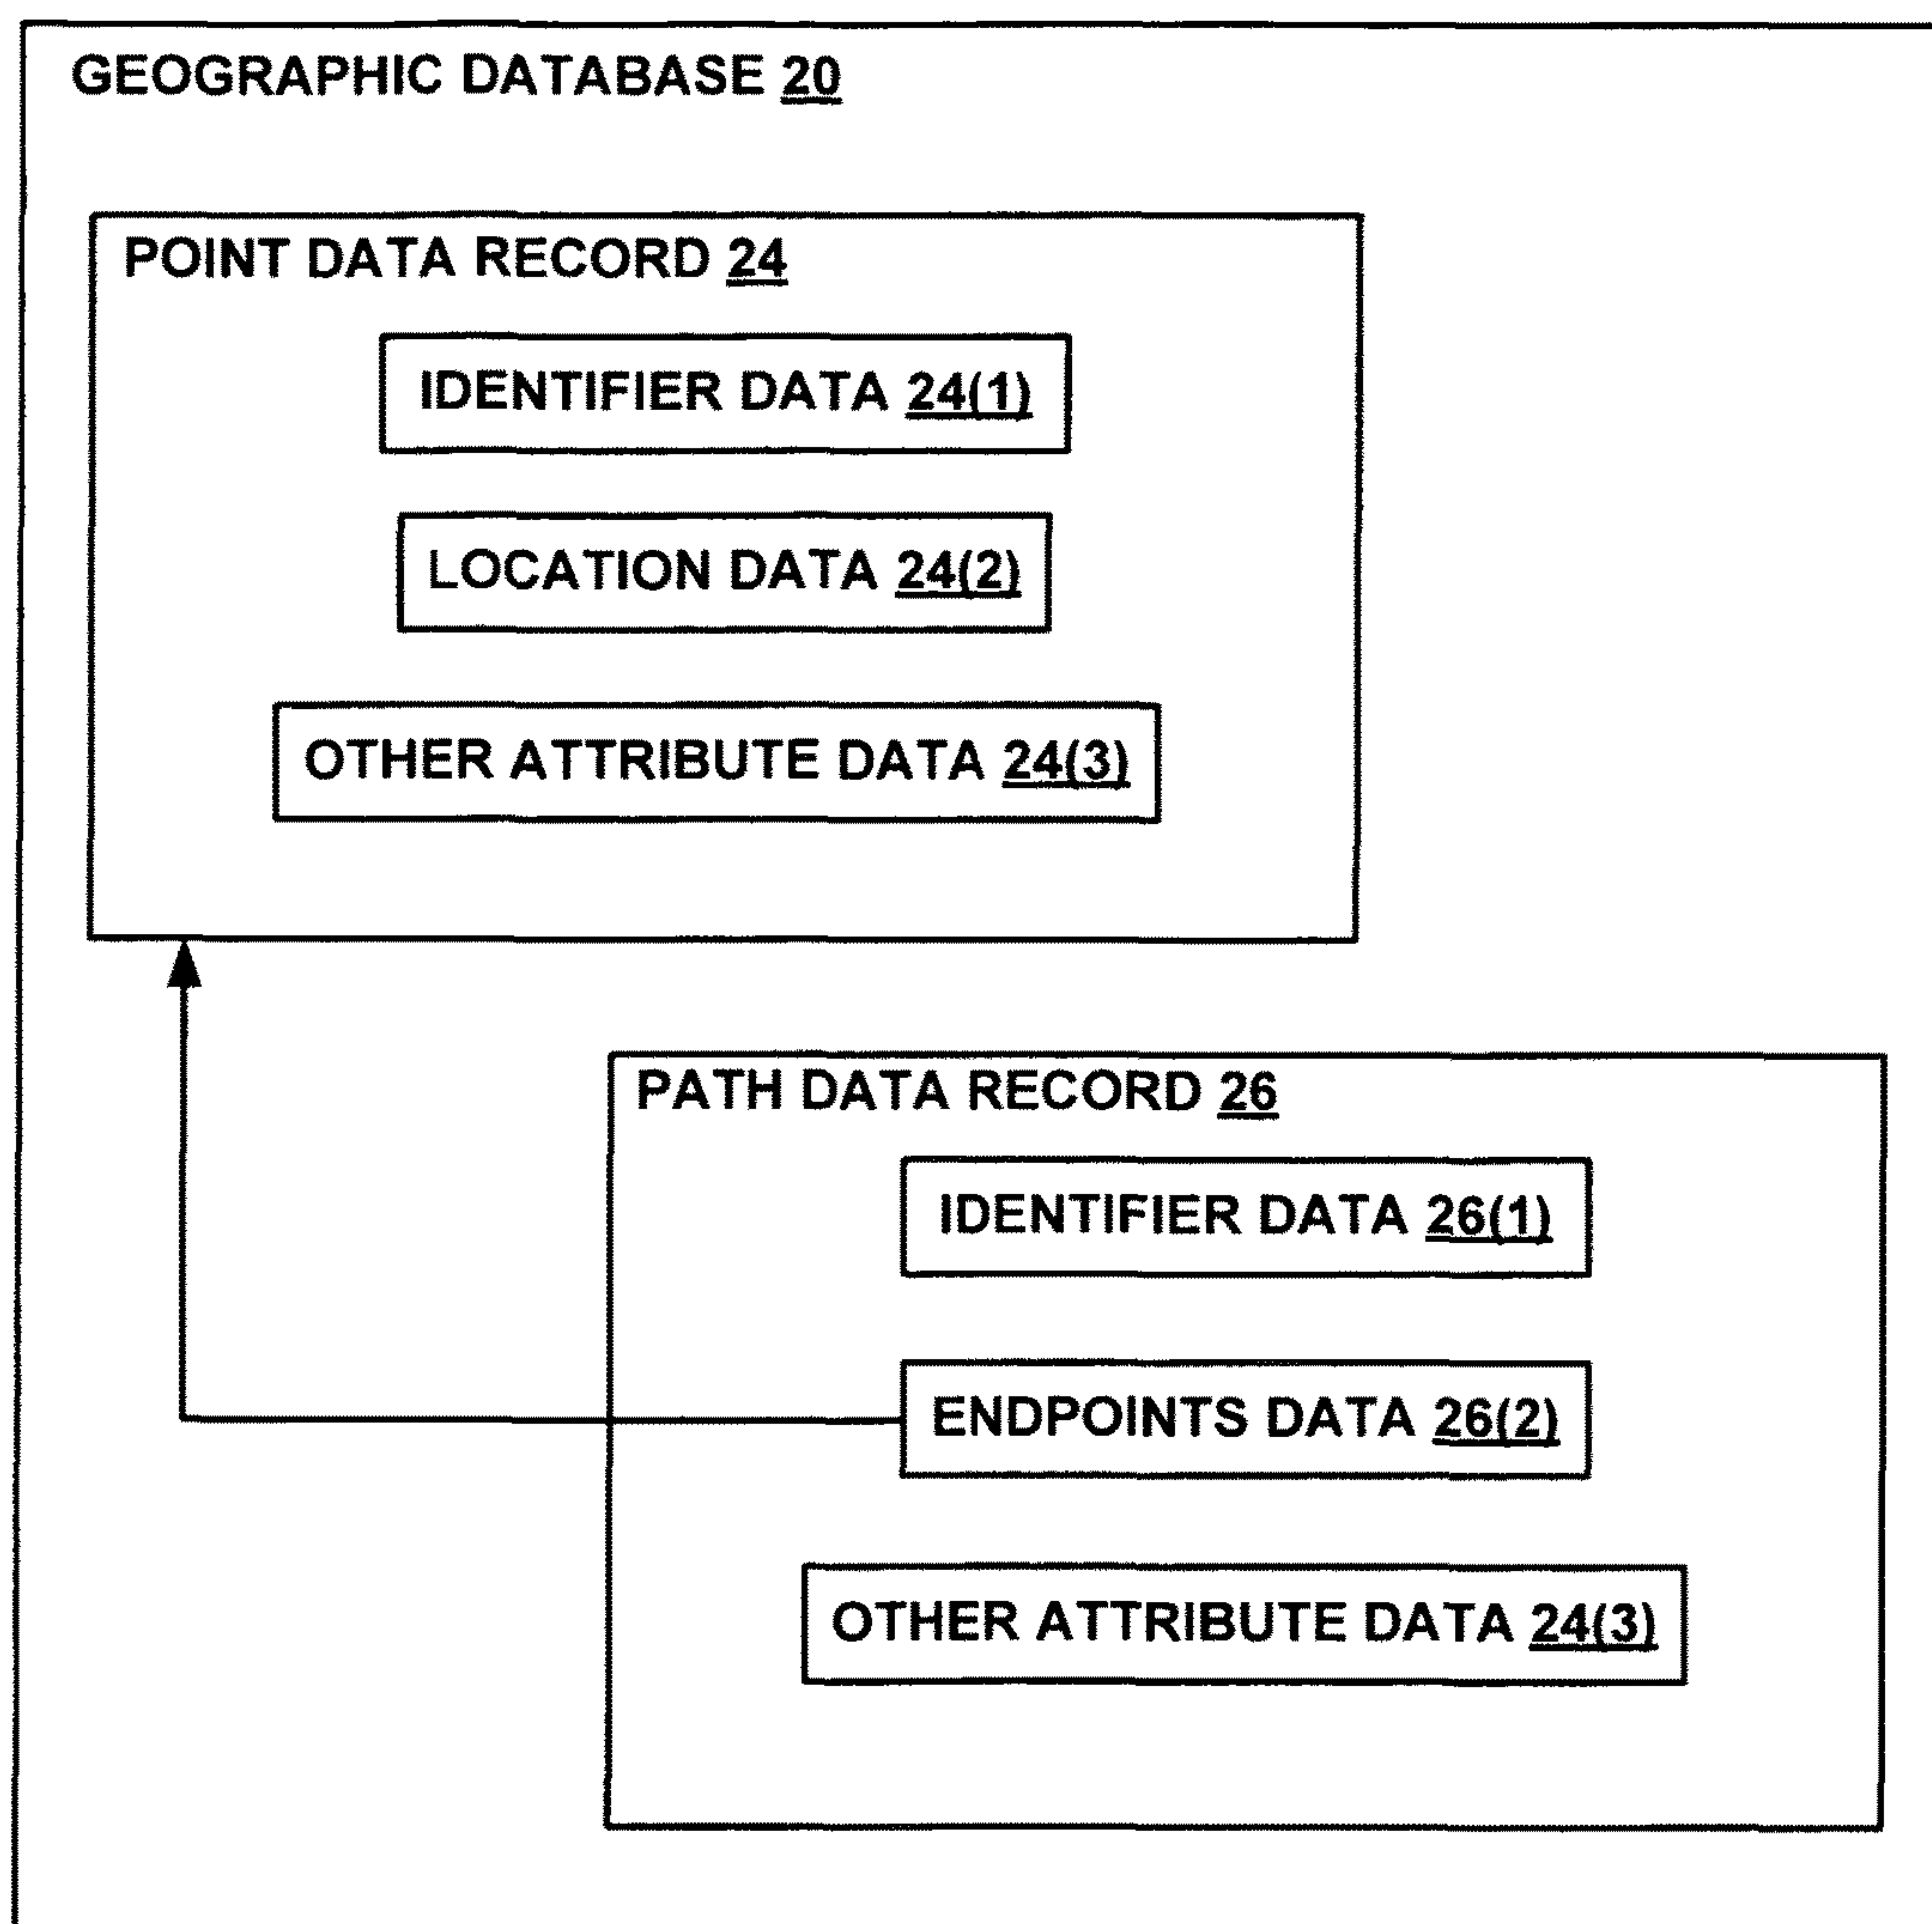 GEOGRAPHIC DATABASE 20
POINT DATA RECORD 24
IDENTIFIER DATA 24(1)
LOCATION DATA 24(2)
OTHER ATTRIBUTE DATA 24(3)
PATH DATA RECORD 26
IDENTIFIER DATA 26(1)
ENDPOINTS DATA 26(2)
OTHER ATTRIBUTE DATA 24(3)